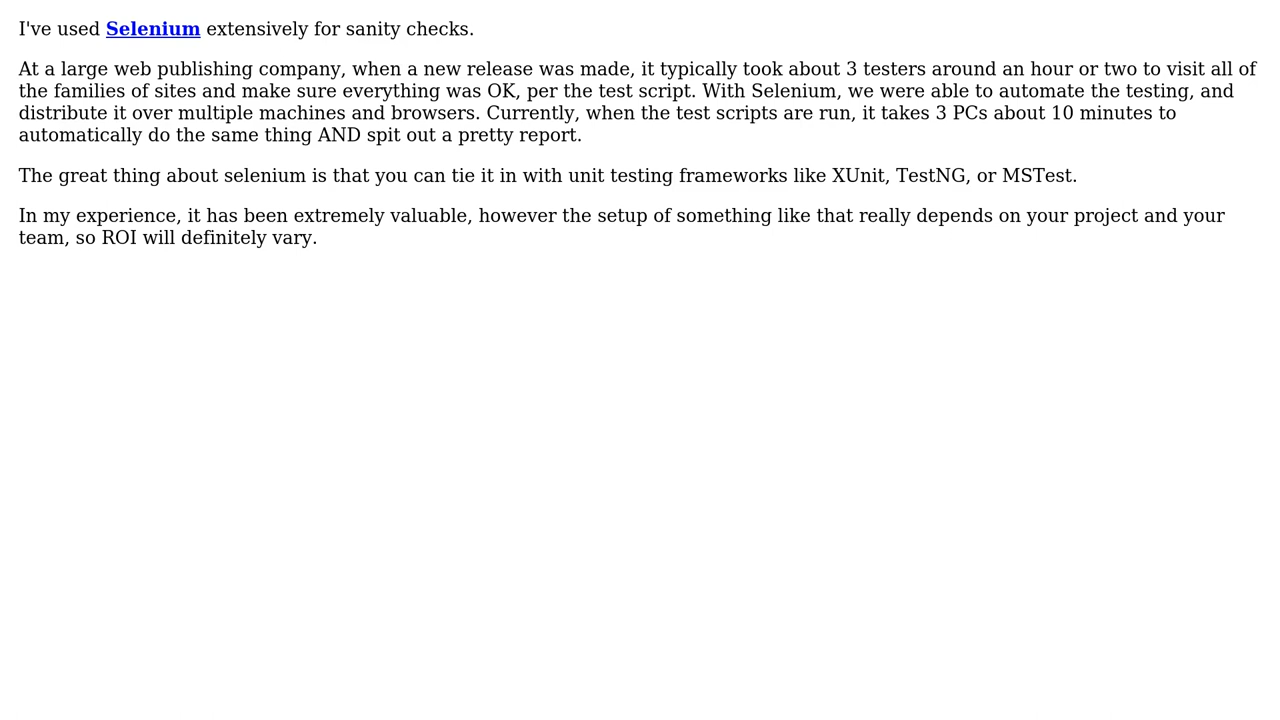 I've used Selenium extensively for sanity checks.
At a large web publishing company, when a new release was made, it typically took about 3 testers around an hour or two to visit all of
the families of sites and make sure everything was OK, per the test script. With Selenium, we were able to automate the testing, and
distribute it over multiple machines and browsers. Currently, when the test scripts are run, it takes 3 PCs about 10 minutes to
automatically do the same thing AND spit out a pretty report.
The great thing about selenium is that you can tie it in with unit testing frameworks like XUnit, TestNG, or MSTest.
In my experience, it has been extremely valuable, however the setup of something like that really depends on your project and your
team, so ROI will definitely vary.